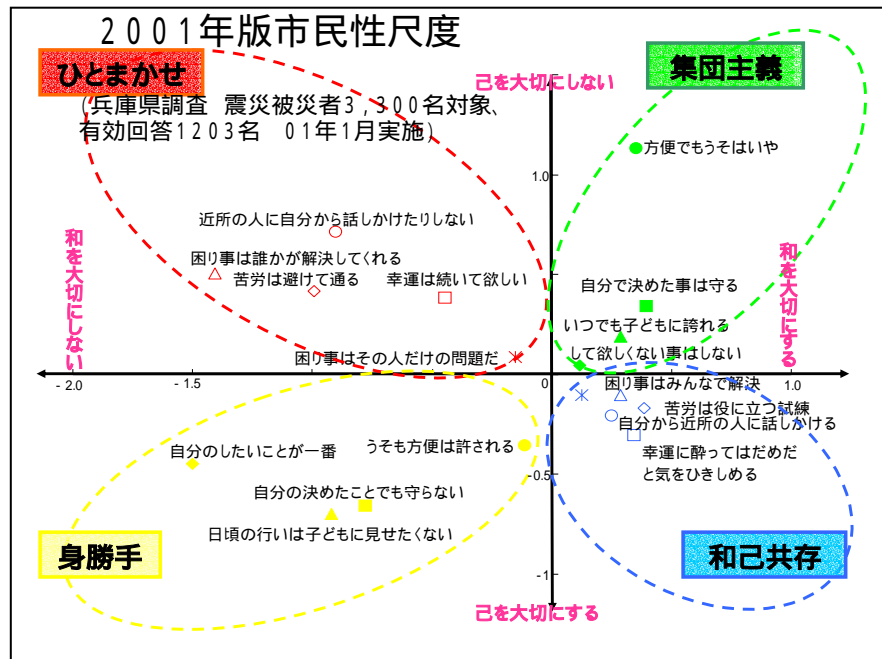 2001年版市民性尺度
ひとまかせ
集団主義
己を大切にしない
(兵庫県調査 震災被災者3,300名対象、
有効回答1203名 01年1月実施)
方便でもうそはいや
1.0
近所の人に自分から話しかけたりしない
和を大切にしない
和を大切にする
困り事は誰かが解決してくれる
苦労は避けて通る
幸運は続いて欲しい
自分で決めた事は守る
いつでも子どもに誇れる
困り事はその人だけの問題だ
して欲しくない事はしない
-2.0
-1.5
0
1.0
困り事はみんなで解決
苦労は役に立つ試練
自分から近所の人に話しかける
自分のしたいことが一番
うそも方便は許される
幸運に酔ってはだめだ
と気をひきしめる
-0.5
自分の決めたことでも守らない
日頃の行いは子どもに見せたくない
身勝手
和己共存
-1
己を大切にする